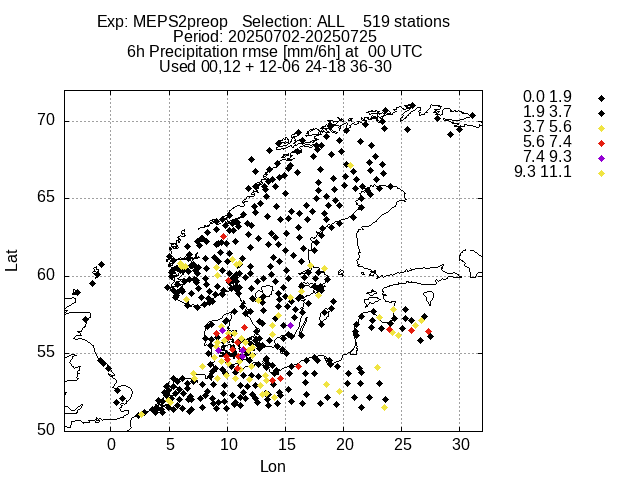 Exp: MEPS2preop   Selection: ALL    519 stations
Period: 20250702-20250725
6h Precipitation rmse [mm/6h] at  00 UTC
Used 00,12 + 12-06 24-18 36-30
0.0 1.9
1.9 3.7
3.7 5.6
5.6 7.4
7.4 9.3
9.3 11.1
70
65
60
55
50
Lat
0 5 10 15 20 25 30
Lon